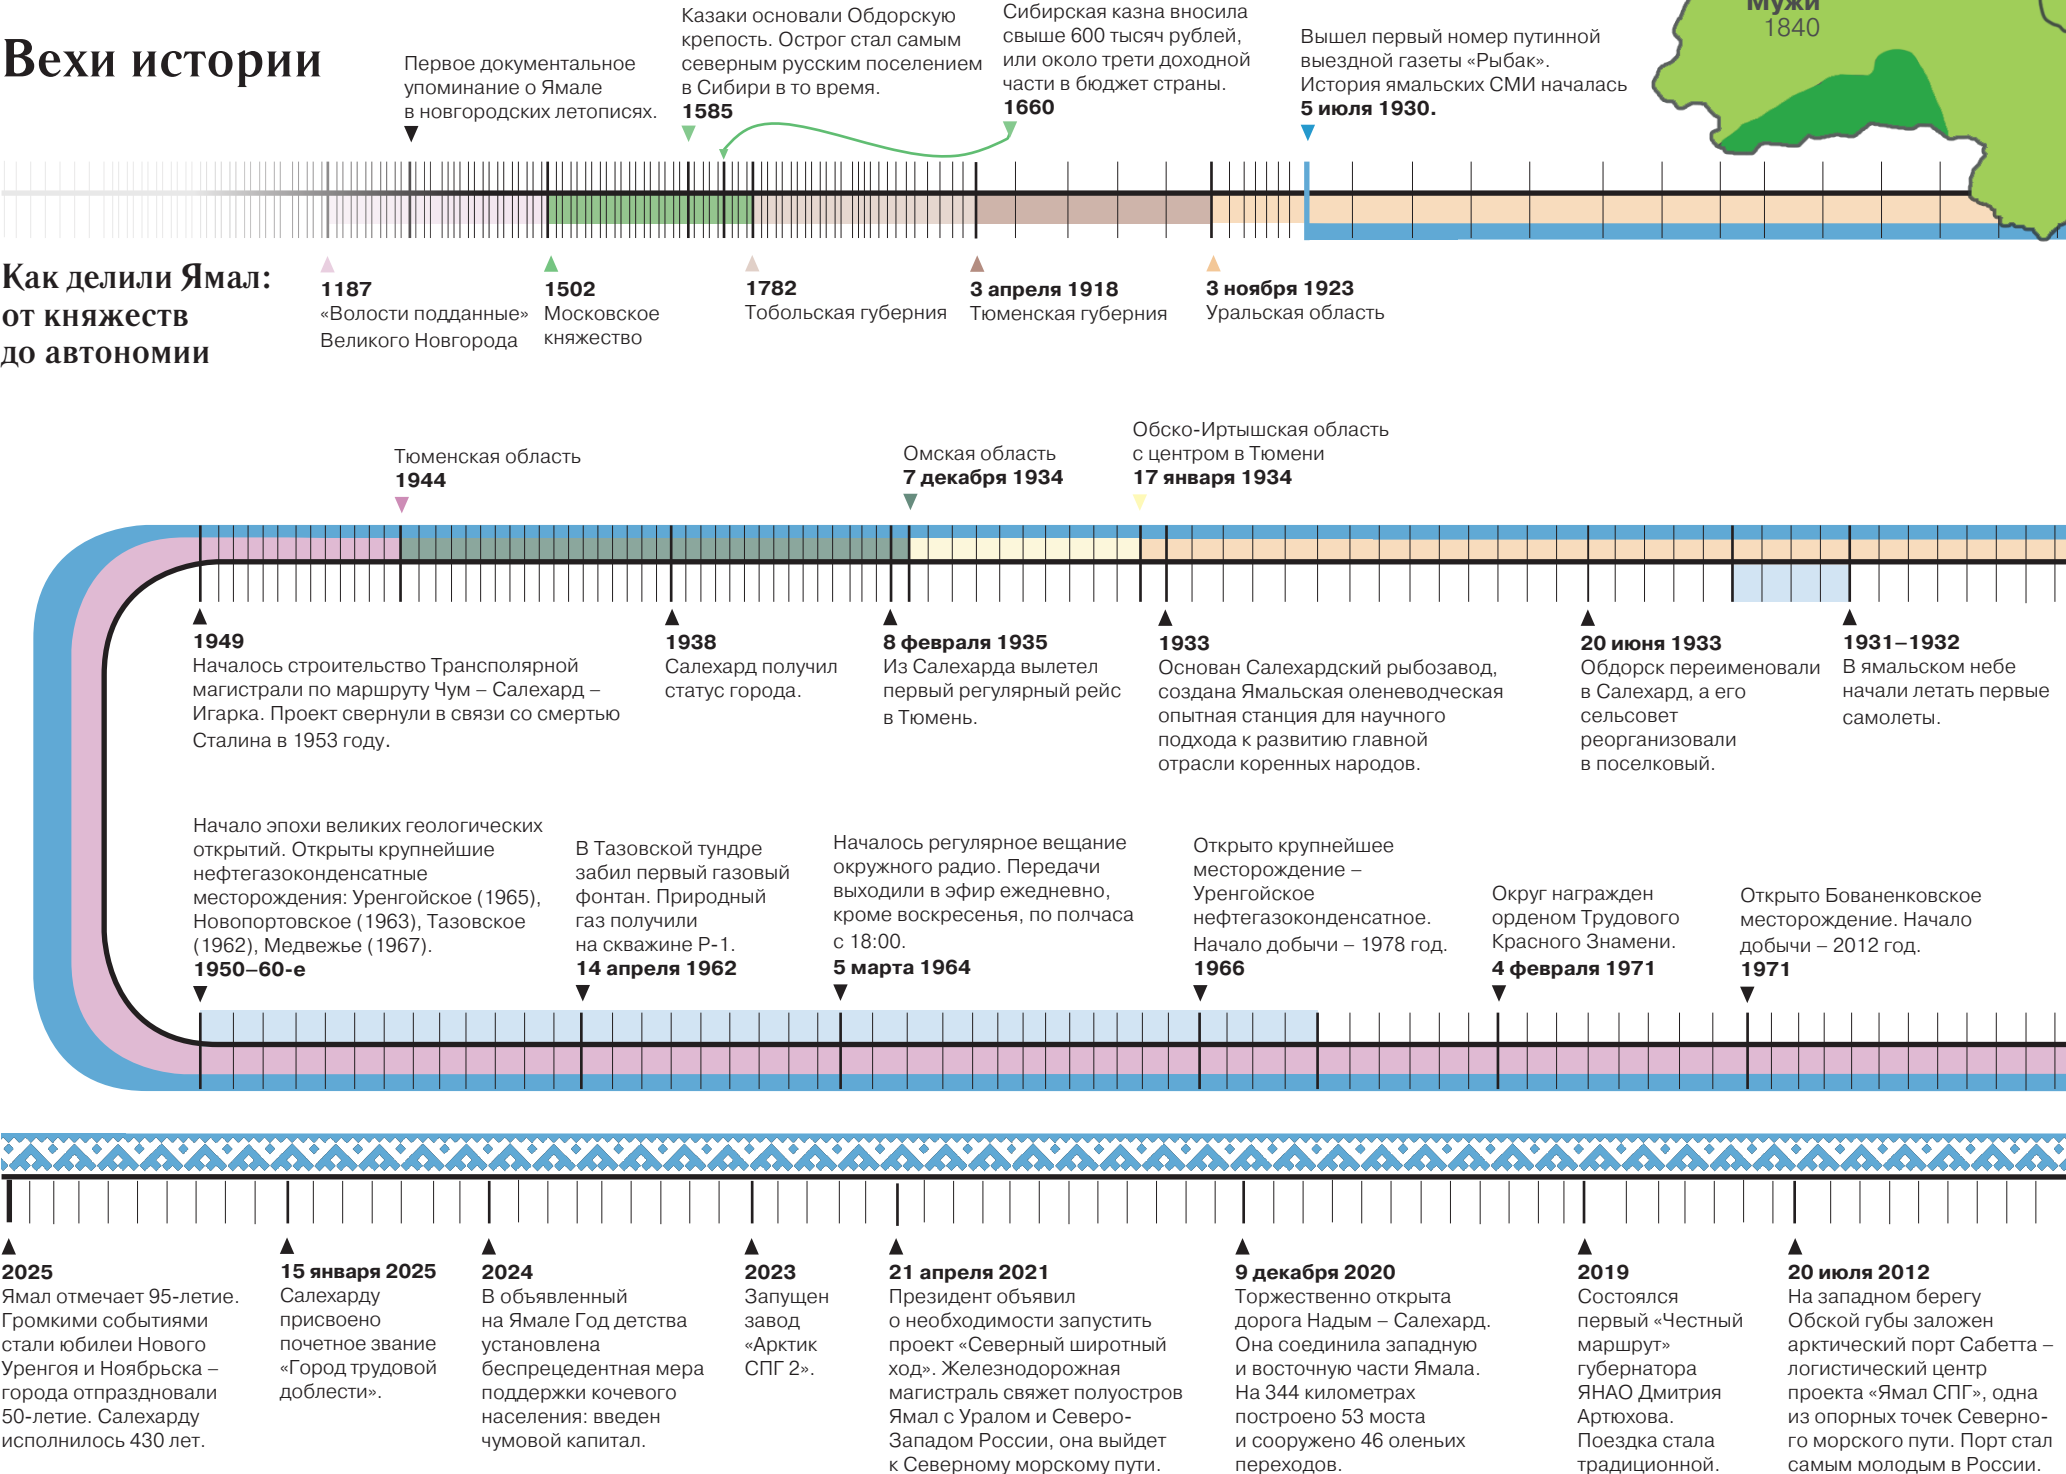 Вехи истории
Первое документальное
упоминание о Ямале
в новгородских летописях.
Казаки основали Обдорскую
крепость. Острог стал самым
северным русским поселением
в Сибири в то время.
1585
Сибирская казна вносила
свыше 600 тысяч рублей,
или около трети доходной
части в бюджет страны.
1660
Вышел первый номер путинной
выездной газеты «Рыбак».
История ямальских СМИ началась
5 июля 1930.
Мужи
1840
Как делили Ямал:
от княжеств
до автономии
1187
«Волости подданные»
Великого Новгорода
1502
Московское
княжество
1782
Тобольская губерния
3 апреля 1918
Тюменская губерния
3 ноября 1923
Уральская область
Тюменская область
1944
Омская область
7 декабря 1934
Обско-Иртышская область
с центром в Тюмени
17 января 1934
1949
Началось строительство Трансполярной
магистрали по маршруту Чум – Салехард –
Игарка. Проект свернули в связи со смертью
Сталина в 1953 году.
1938
Салехард получил
статус города.
8 февраля 1935
Из Салехарда вылетел
первый регулярный рейс
в Тюмень.
1933
Основан Салехардский рыбозавод,
создана Ямальская оленеводческая
опытная станция для научного
подхода к развитию главной
отрасли коренных народов.
20 июня 1933
Обдорск переименовали
в Салехард, а его
сельсовет
реорганизовали
в поселковый.
1931–1932
В ямальском небе
начали летать первые
самолеты.
Начало эпохи великих геологических
открытий. Открыты крупнейшие
нефтегазоконденсатные
месторождения: Уренгойское (1965),
Новопортовское (1963), Тазовское
(1962), Медвежье (1967).
1950–60-е
В Тазовской тундре
забил первый газовый
фонтан. Природный
газ получили
на скважине Р-1.
14 апреля 1962
Началось регулярное вещание
окружного радио. Передачи
выходили в эфир ежедневно,
кроме воскресенья, по полчаса
с 18:00.
5 марта 1964
Открыто крупнейшее
месторождение –
Уренгойское
нефтегазоконденсатное.
Начало добычи – 1978 год.
1966
Округ награжден
орденом Трудового
Красного Знамени.
4 февраля 1971
Открыто Бованенковское
месторождение. Начало
добычи – 2012 год.
1971
2025
Ямал отмечает 95-летие.
Громкими событиями
стали юбилеи Нового
Уренгоя и Ноябрьска –
города отпраздновали
50-летие. Салехарду
исполнилось 430 лет.
15 января 2025
Салехарду
присвоено
почетное звание
«Город трудовой
доблести».
2024
В объявленный
на Ямале Год детства
установлена
беспрецедентная мера
поддержки кочевого
населения: введен
чумовой капитал.
2023
Запущен
завод
«Арктик
СПГ 2».
21 апреля 2021
Президент объявил
о необходимости запустить
проект «Северный широтный
ход». Железнодорожная
магистраль свяжет полуостров
Ямал с Уралом и Северо-
Западом России, она выйдет
к Северному морскому пути.
9 декабря 2020
Торжественно открыта
дорога Надым – Салехард.
Она соединила западную
и восточную части Ямала.
На 344 километрах
построено 53 моста
и сооружено 46 оленьих
переходов.
2019
Состоялся
первый «Честный
маршрут»
губернатора
ЯНАО Дмитрия
Артюхова.
Поездка стала
традиционной.
20 июля 2012
На западном берегу
Обской губы заложен
арктический порт Сабетта –
логистический центр
проекта «Ямал СПГ», одна
из опорных точек Северно-
го морского пути. Порт стал
самым молодым в России.